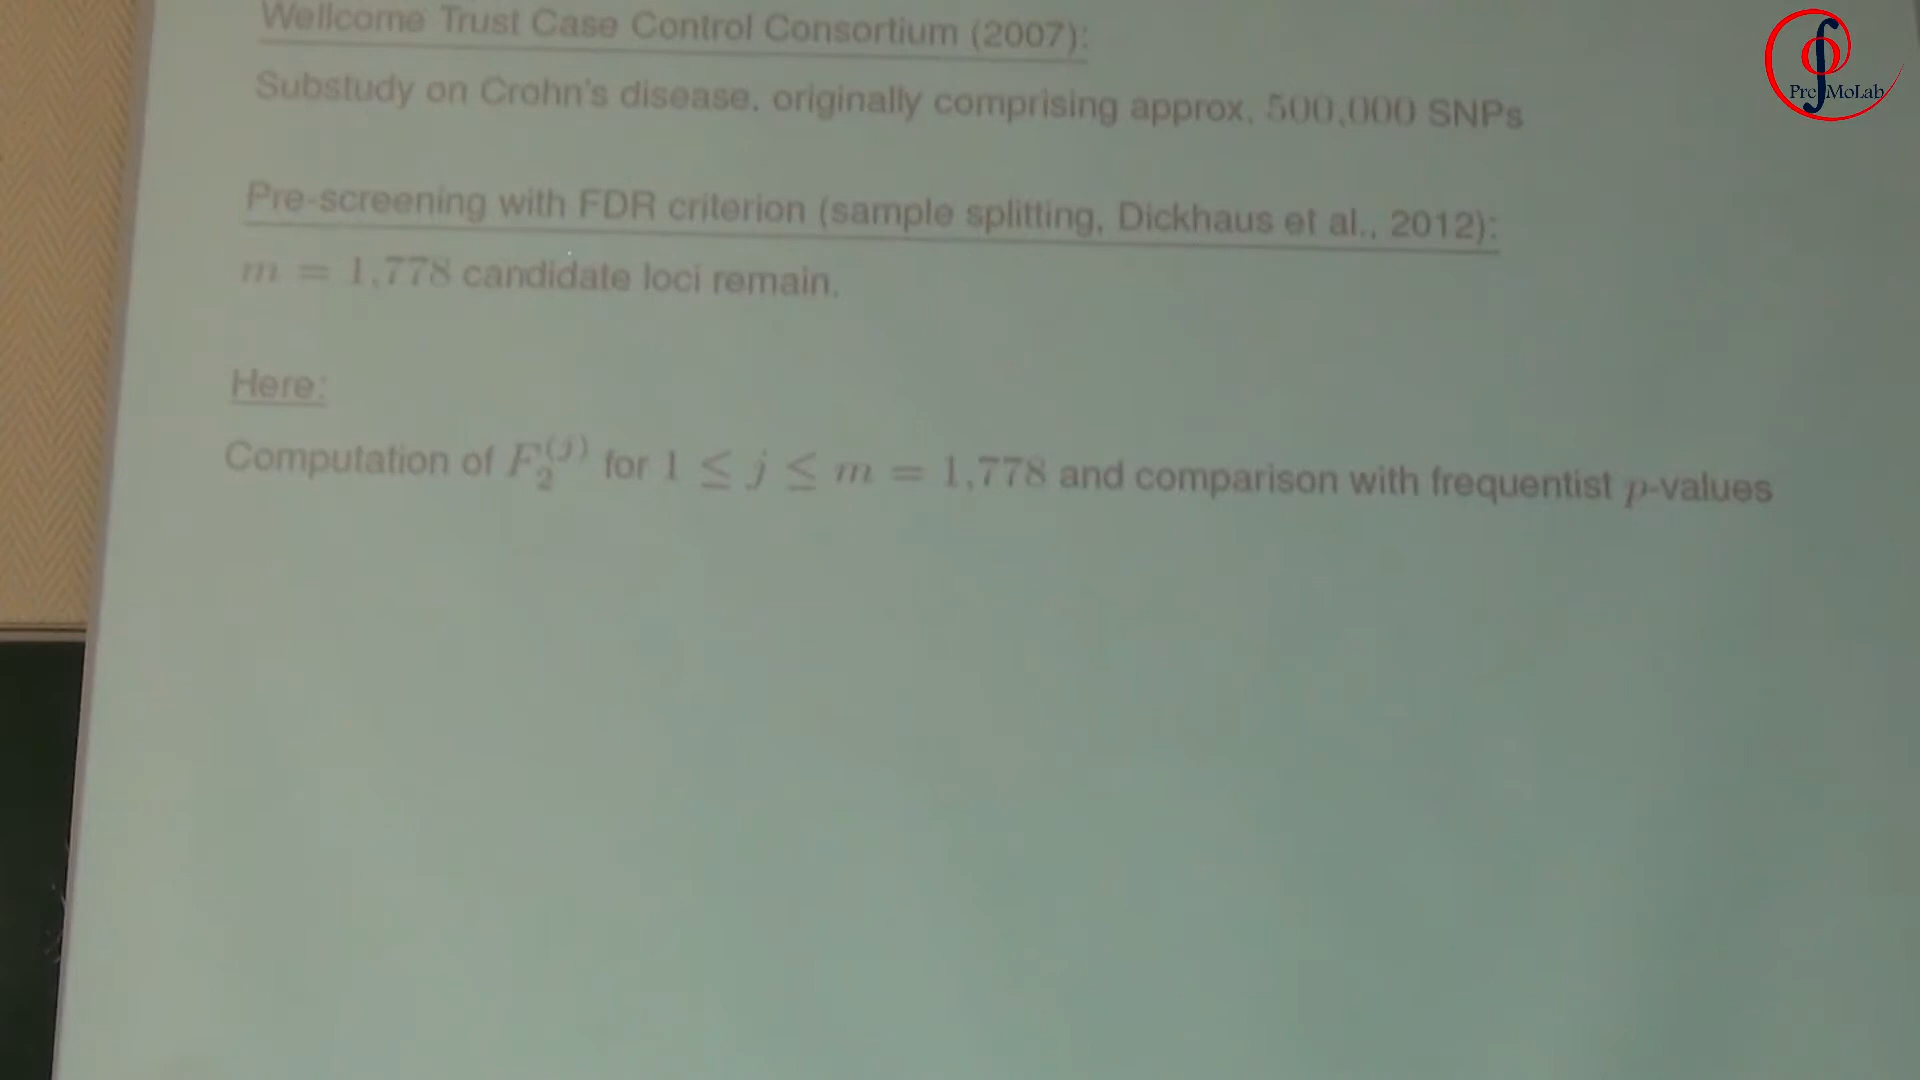 Wellcome Trust Case Control Consortium (2007):
Substudy on Crohn's disease, originally comprising approx. 500,000 SNPs
Pre-screening with FDR criterion (sample splitting, Dickhaus et al., 2012):
m = 1,778 candidate loci remain.
Here:
Computation of F_2^{(j)} for 1 ≤ j ≤ m = 1,778 and comparison with frequentist p-values
PreMoLab